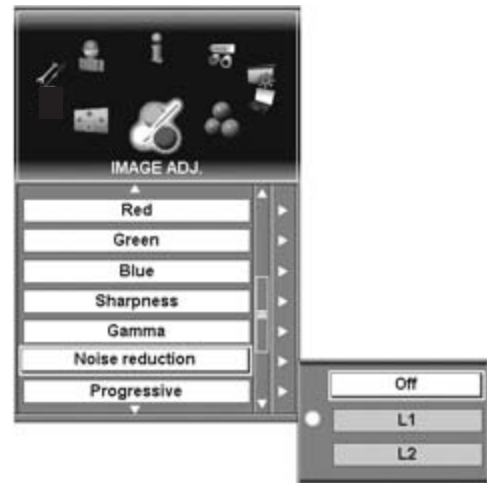 IMAGE ADJ.
Red
Green
Blue
Sharpness
Gamma
Noise reduction
Progressive
Off
L1
L2